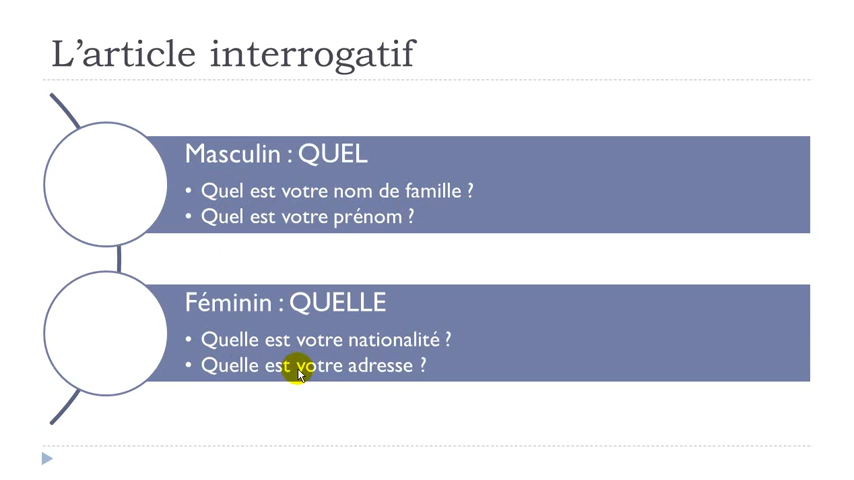 L’article interrogatif
Masculin : QUEL
• Quel est votre nom de famille ?
• Quel est votre prénom ?
Féminin : QUELLE
• Quelle est votre nationalité ?
• Quelle est votre adresse ?